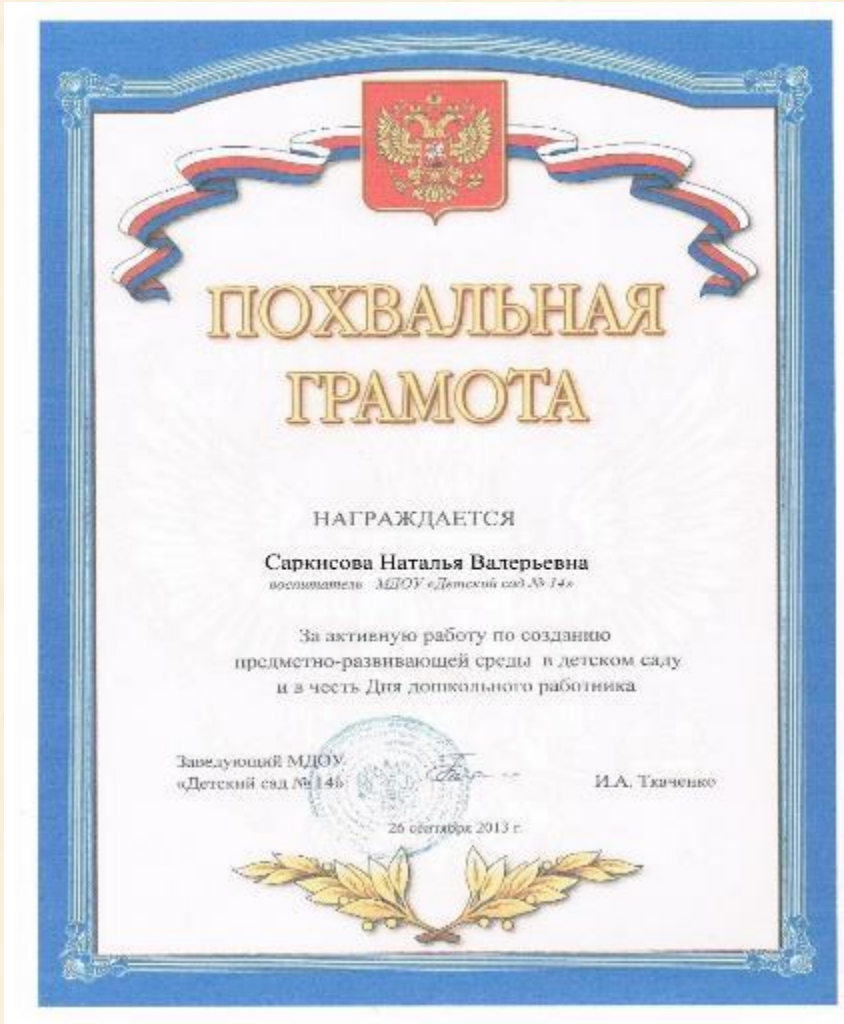 ПОХВАЛЬНАЯ
ГРАМОТА
НАГРАЖДАЕТСЯ
Саркисова Наталья Валерьевна
воспитатель МДОУ «Детский сад № 14»
За активную работу по созданию
предметно-развивающей среды в детском саду
и в честь Дня дошкольного работника
Заведующий МДОУ
«Детский сад № 14» И.А. Ткаченко
26 сентября 2013 г.